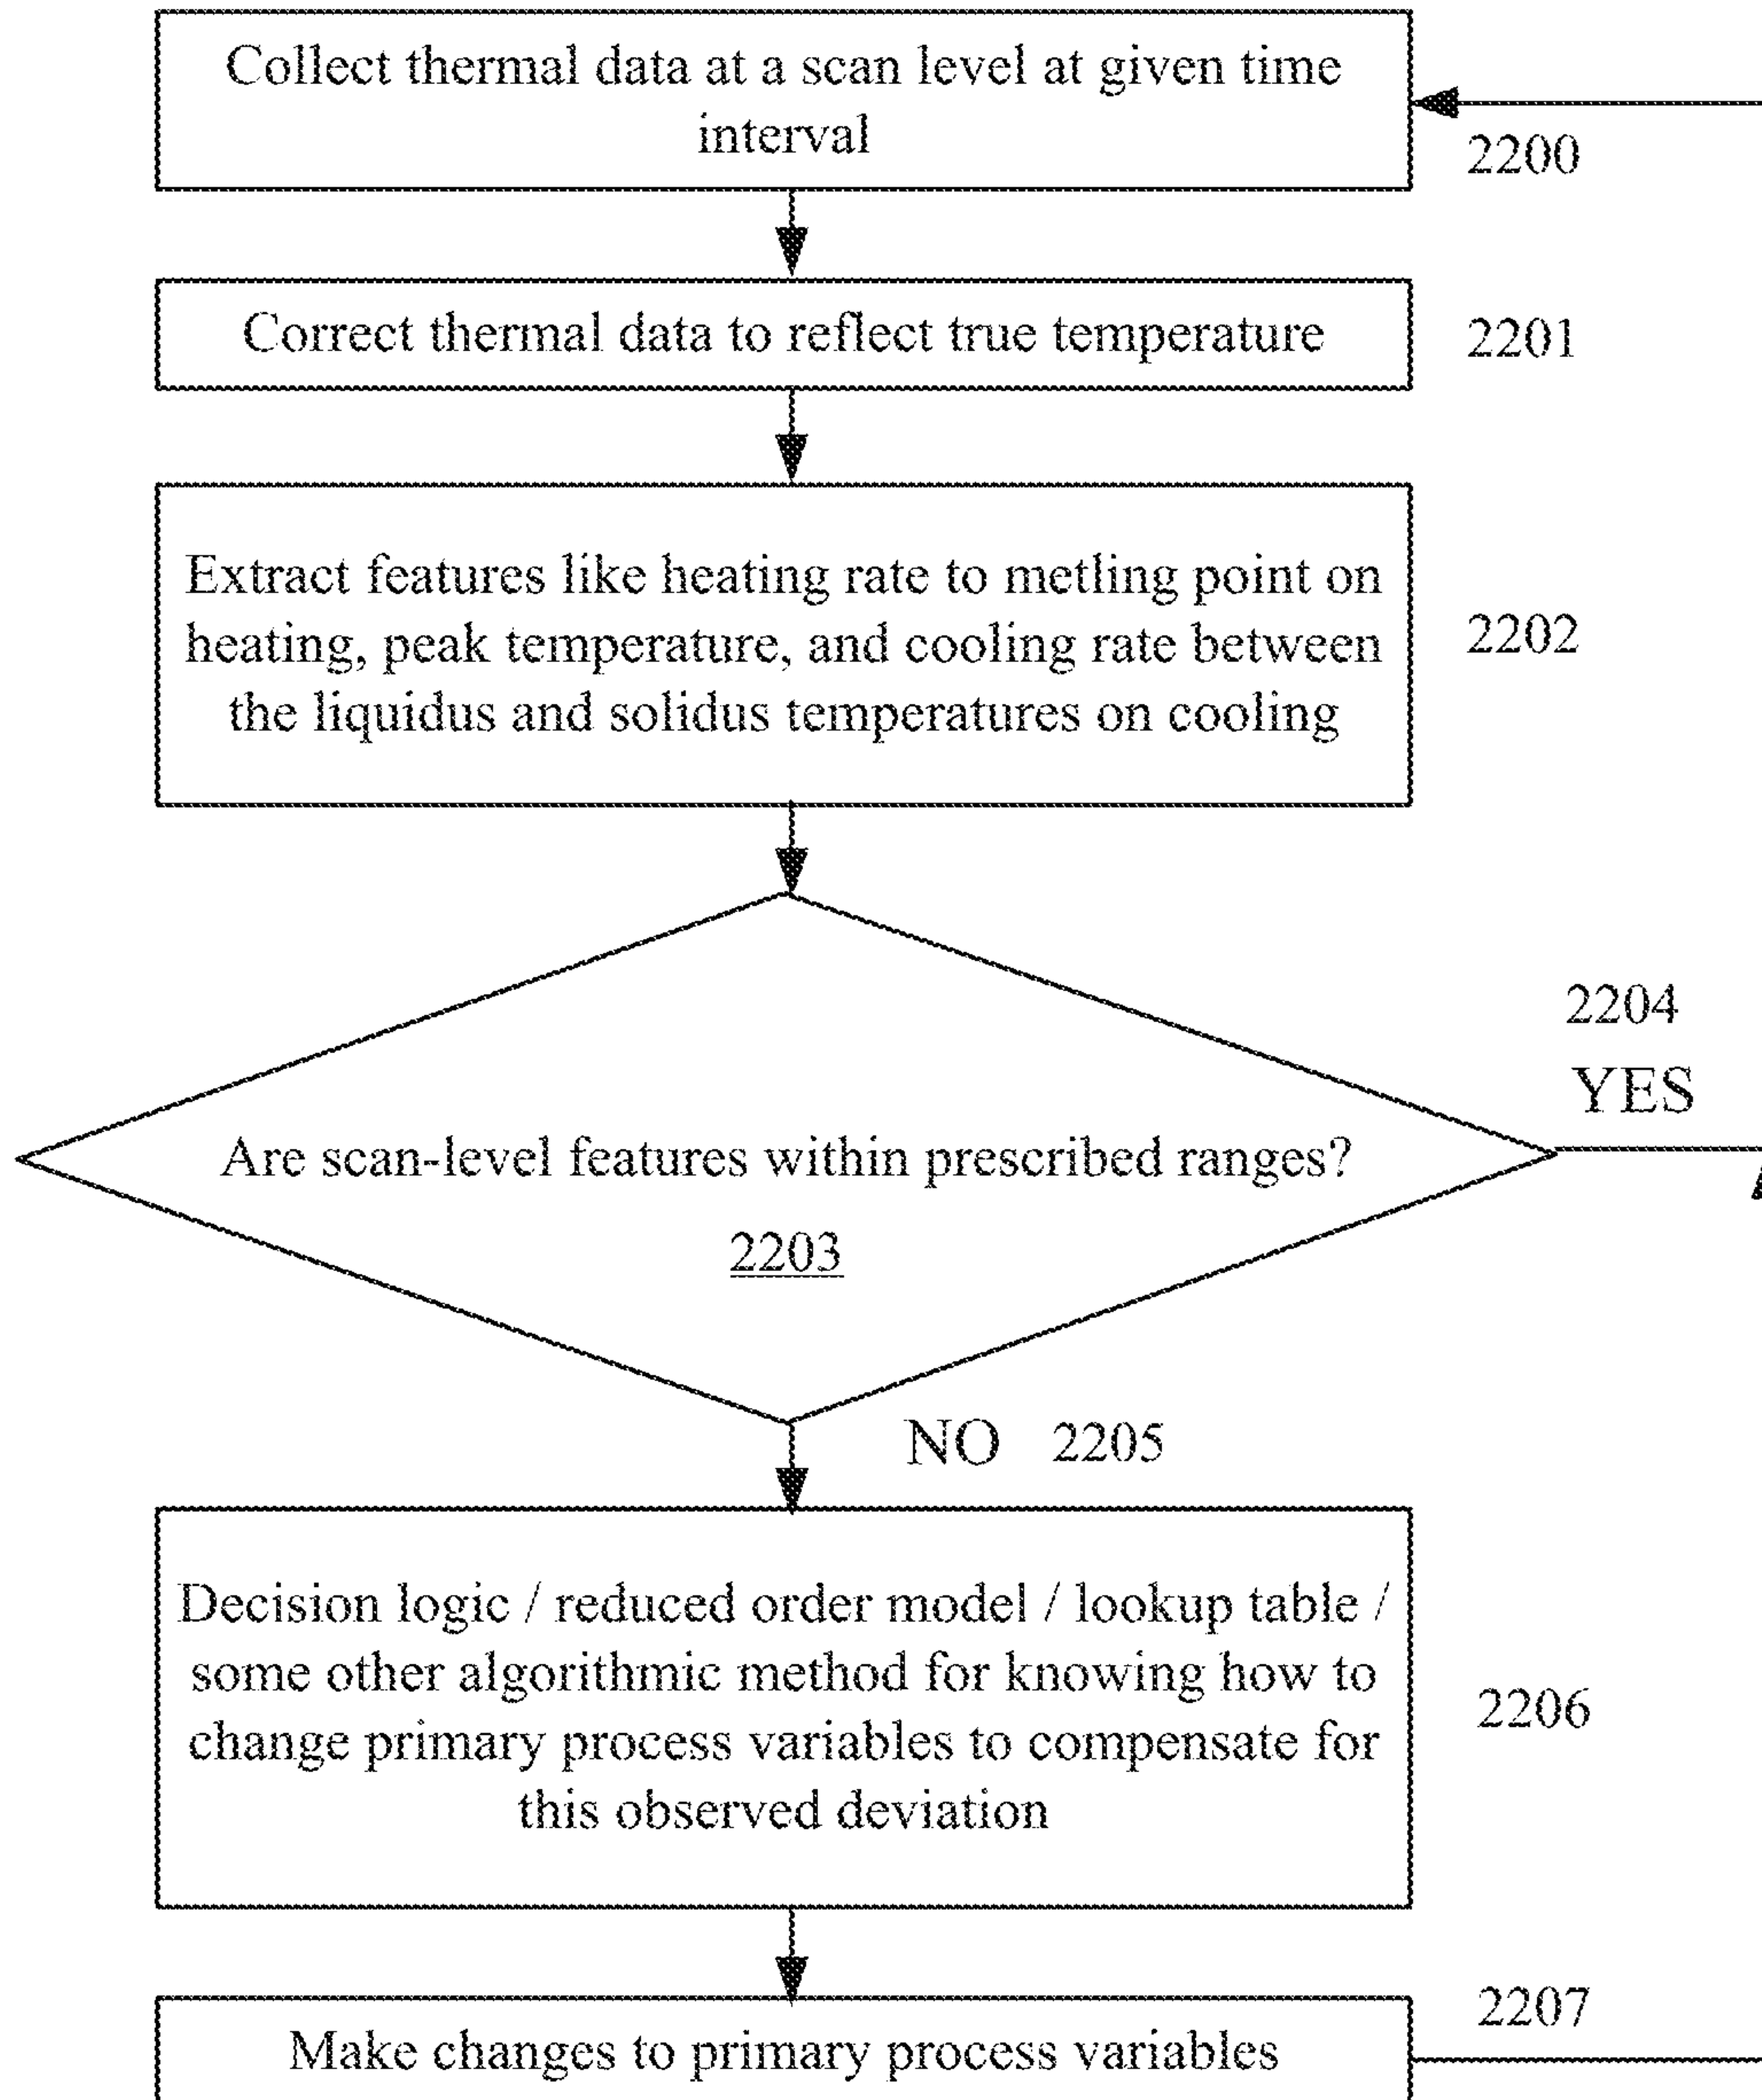 Collect thermal data at a scan level at given time
interval
2200
Correct thermal data to reflect true temperature
2201
Extract features like heating rate to metling point on
heating, peak temperature, and cooling rate between
the liquidus and solidus temperatures on cooling
2202
2204
YES
Are scan-level features within prescribed ranges?
2203
NO 2205
Decision logic / reduced order model / lookup table /
some other algorithmic method for knowing how to
change primary process variables to compensate for
this observed deviation
2206
2207
Make changes to primary process variables